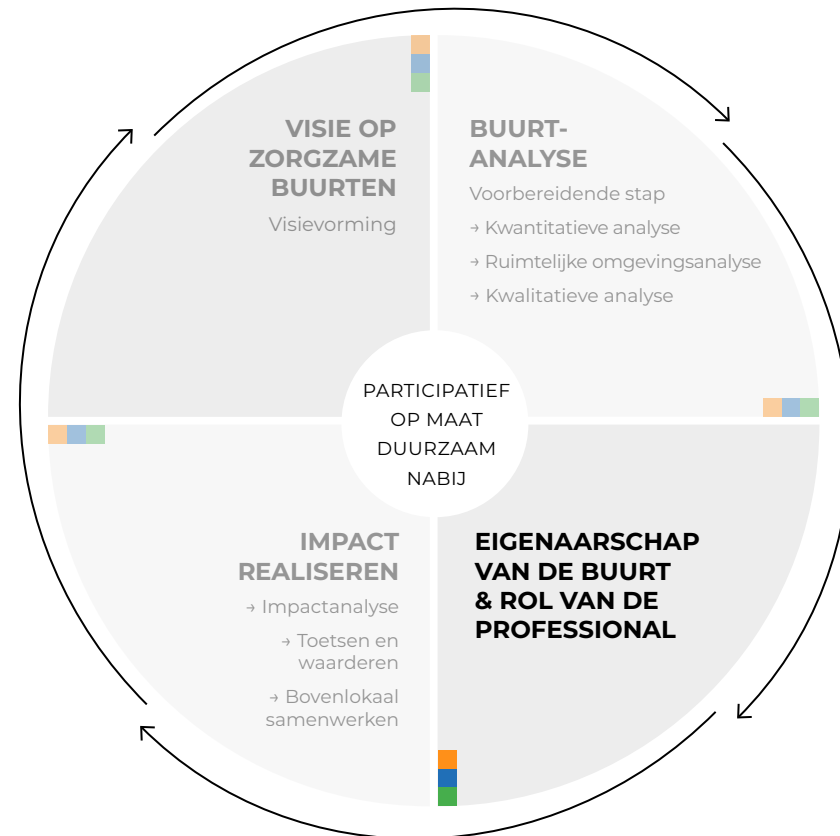 VISIE OP
ZORGZAME
BUURTEN
Visievorming
BUURT-
ANALYSE
Voorbereidende stap
→ Kwantitatieve analyse
→ Ruimtelijke omgevingsanalyse
→ Kwalitatieve analyse
PARTICIPATIEF
OP MAAT
DUURZAAM
NABIJ
IMPACT
REALISEREN
→ Impactanalyse
→ Toetsen en
waarderen
→ Bovenlokaal
samenwerken
EIGENAARSCHAP
VAN DE BUURT
& ROL VAN DE
PROFESSIONAL